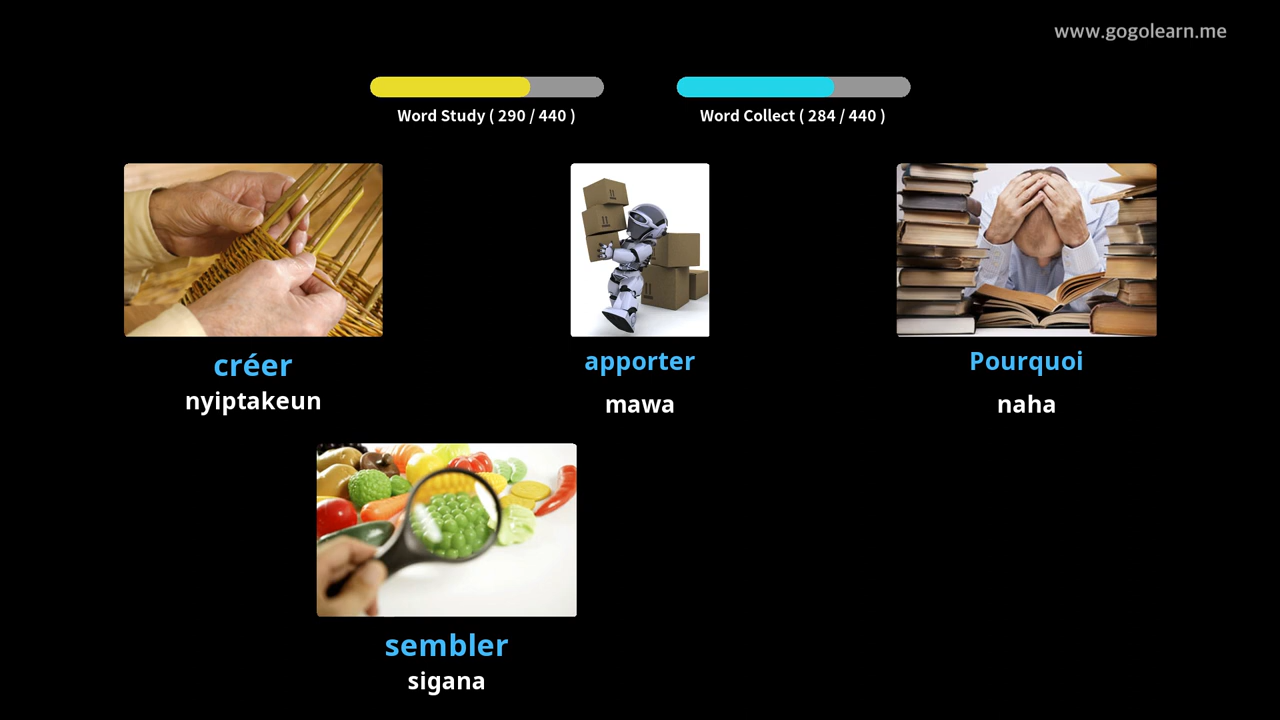 www.gogolearn.me
Word Study ( 290 / 440 )
Word Collect ( 284 / 440 )
créer
nyiptakeun
apporter
mawa
Pourquoi
naha
sembler
sigana